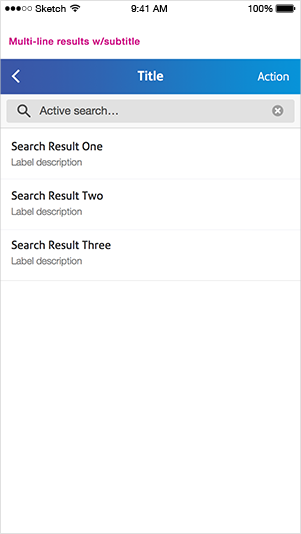 Sketch 9:41 AM 100%
Multi-line results w/subtitle
Title Action
Active search...
Search Result One
Label description
Search Result Two
Label description
Search Result Three
Label description